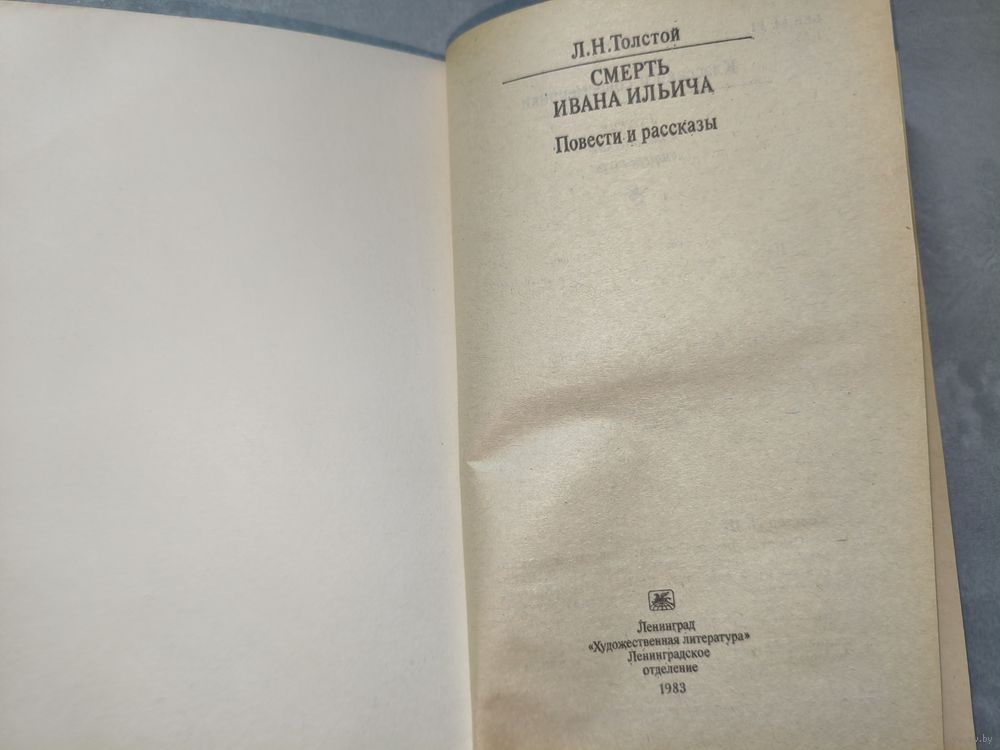 Л.Н.Толстой
СМЕРТЬ
ИВАНА ИЛЬИЧА
Повести и рассказы
Ленинград
«Художественная литература»
Ленинградское
отделение
1983